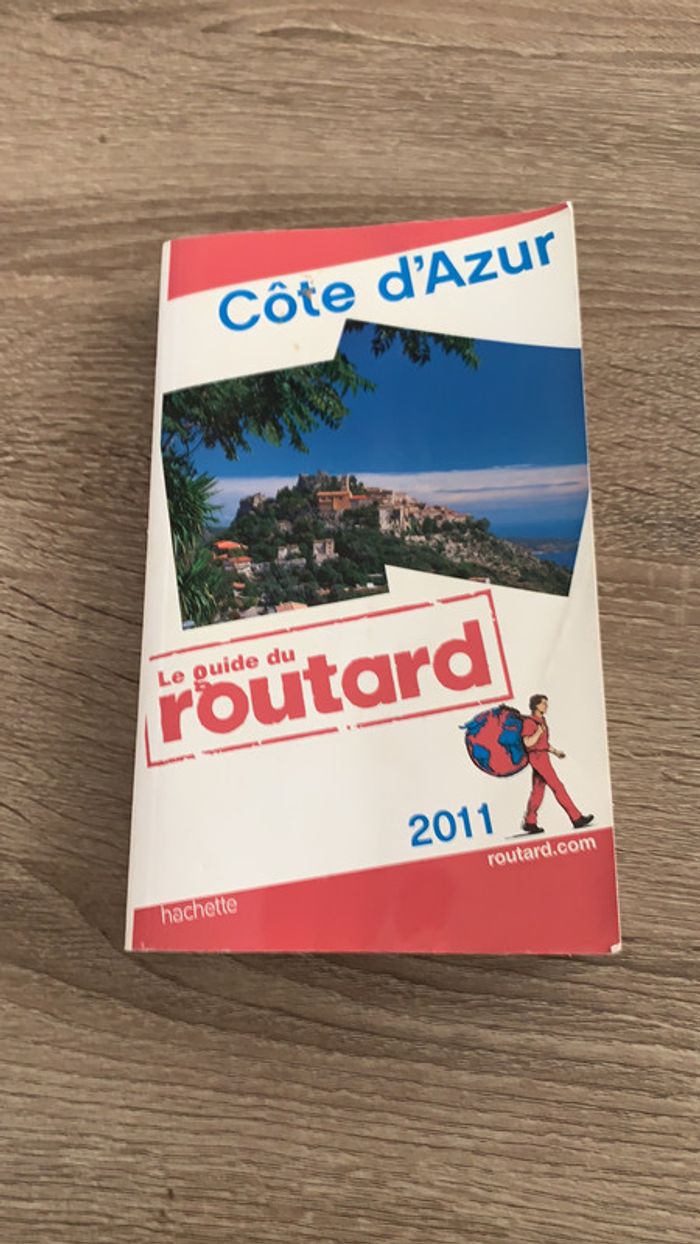 Côte d'Azur
Le guide du
routard
2011
routard.com
hachette